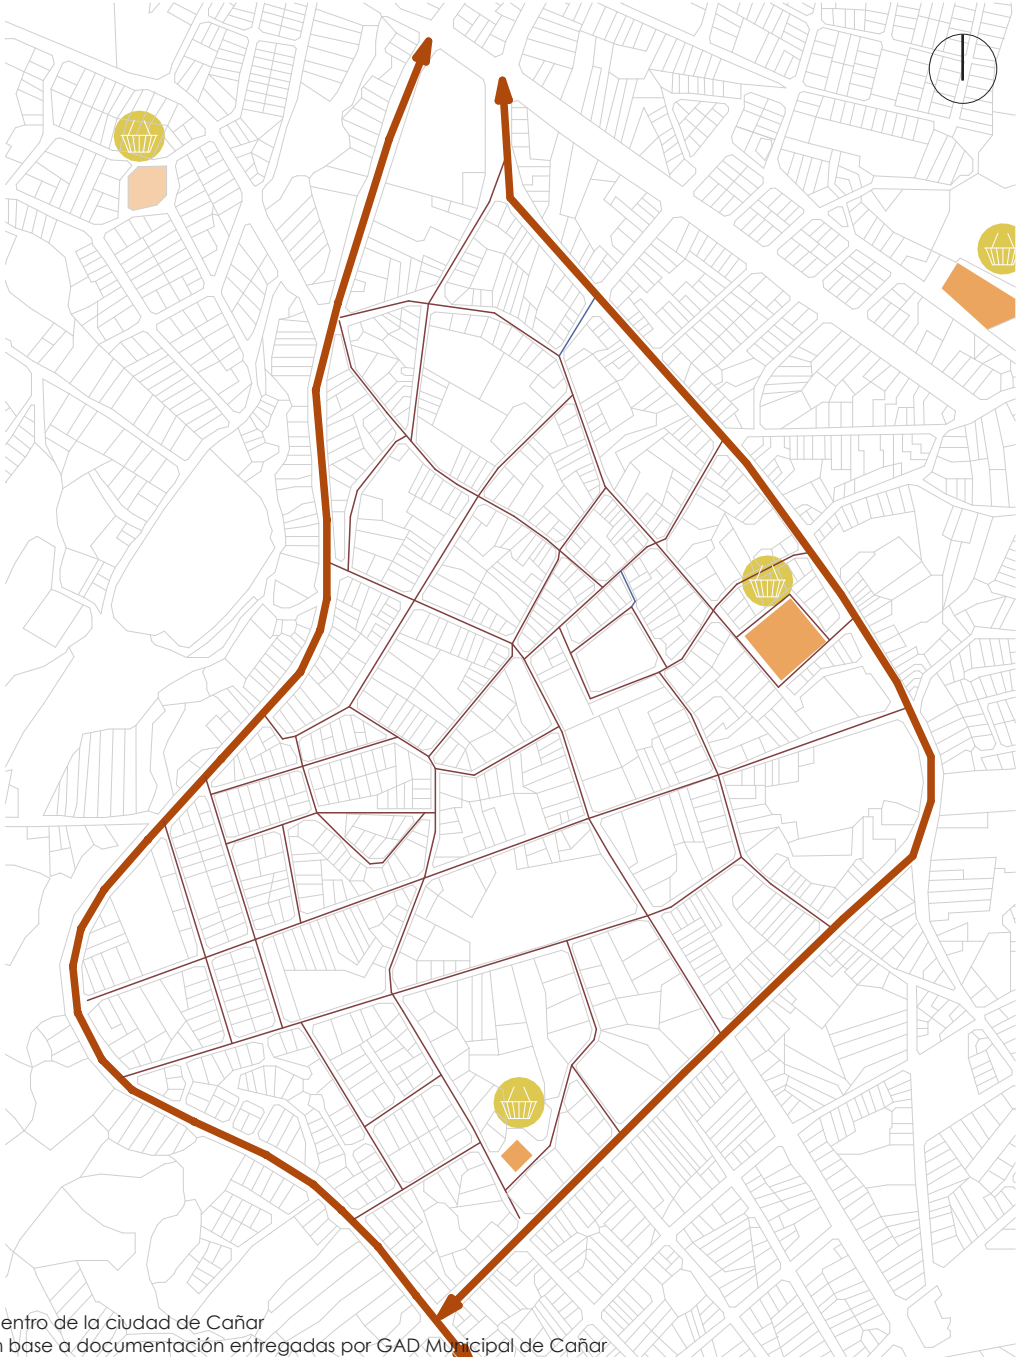 entro de la ciudad de Cañar
base a documentación entregadas por GAD Municipal de Cañar